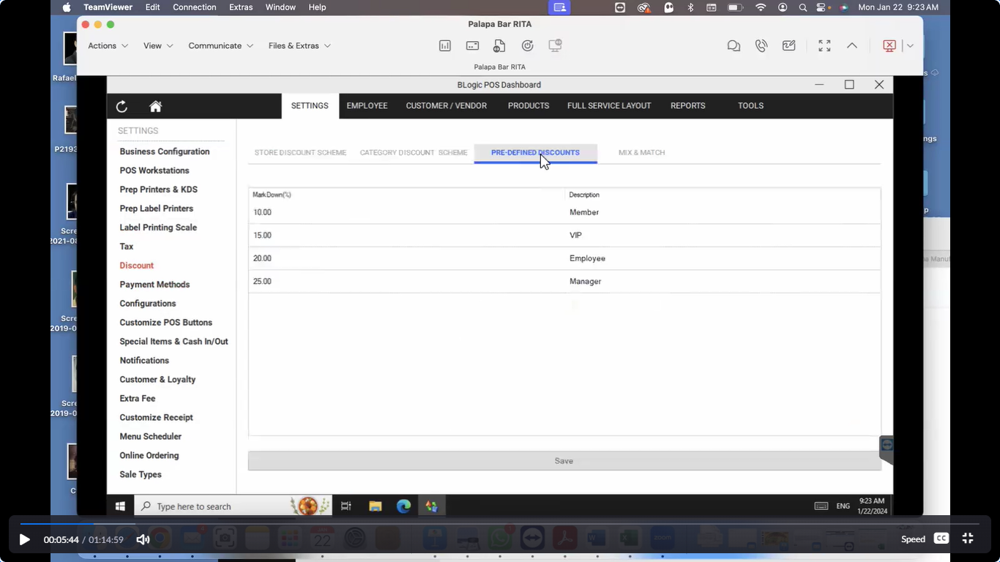 TeamViewer Edit Connection Extras Window Help Mon Jan 22 9:23 AM
Palapa Bar RITA
Actions View Communicate Files & Extras
Palapa Bar RITA
BLogic POS Dashboard
SETTINGS EMPLOYEE CUSTOMER / VENDOR PRODUCTS FULL SERVICE LAYOUT REPORTS TOOLS
SETTINGS
Business Configuration
POS Workstations
Prep Printers & KDS
Prep Label Printers
Label Printing Scale
Tax
Discount
Payment Methods
Configurations
Customize POS Buttons
Special Items & Cash In/Out
Notifications
Customer & Loyalty
Extra Fee
Customize Receipt
Menu Scheduler
Online Ordering
Sale Types
STORE DISCOUNT SCHEME CATEGORY DISCOUNT SCHEME PRE-DEFINED DISCOUNTS MIX & MATCH
MarkDown(%) Description
10.00 Member
15.00 VIP
20.00 Employee
25.00 Manager
Save
Rafael
P2193
Scre
2021-08
Scre
2019-0
Scre
2019-0
C
Type here to search
ENG 9:23 AM
1/22/2024
00:05:44 / 01:14:59 Speed CC
22
zoom